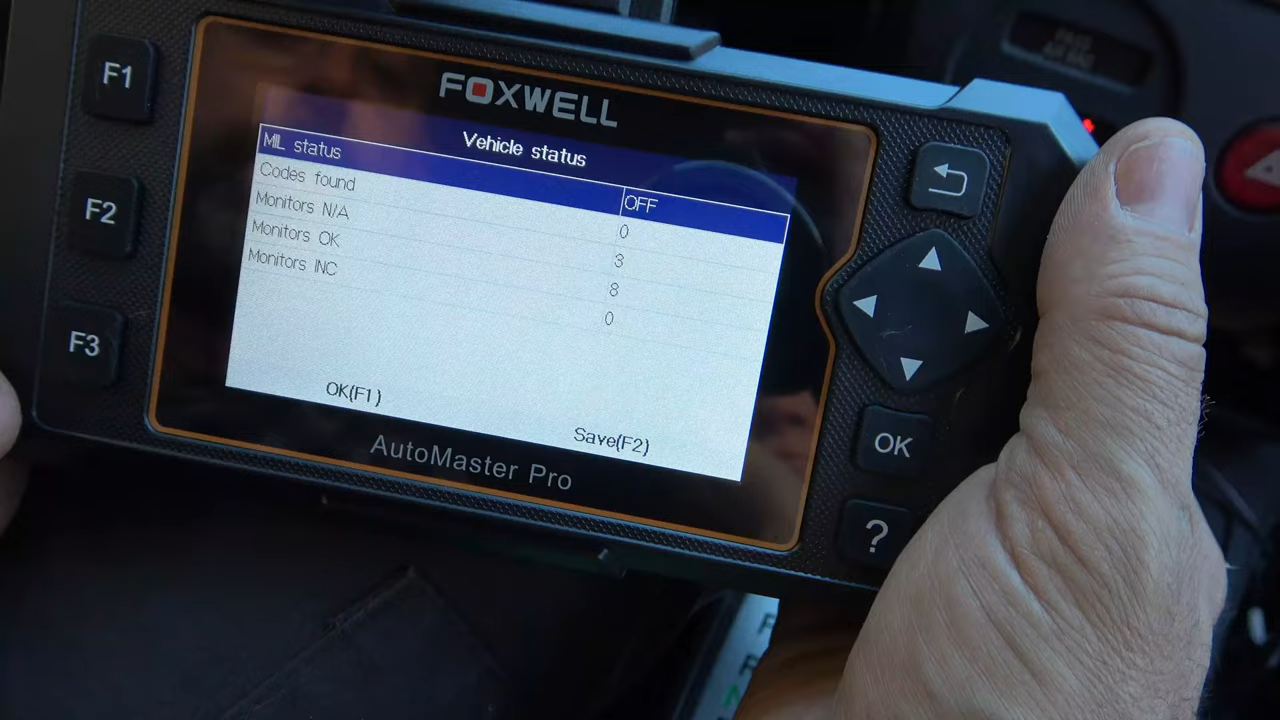 FOXWELL
F1
F2
F3
Vehicle status
MIL status OFF
Codes found 0
Monitors N/A 3
Monitors OK 8
Monitors INC 0
OK(F1) Save(F2)
AutoMaster Pro
OK
?